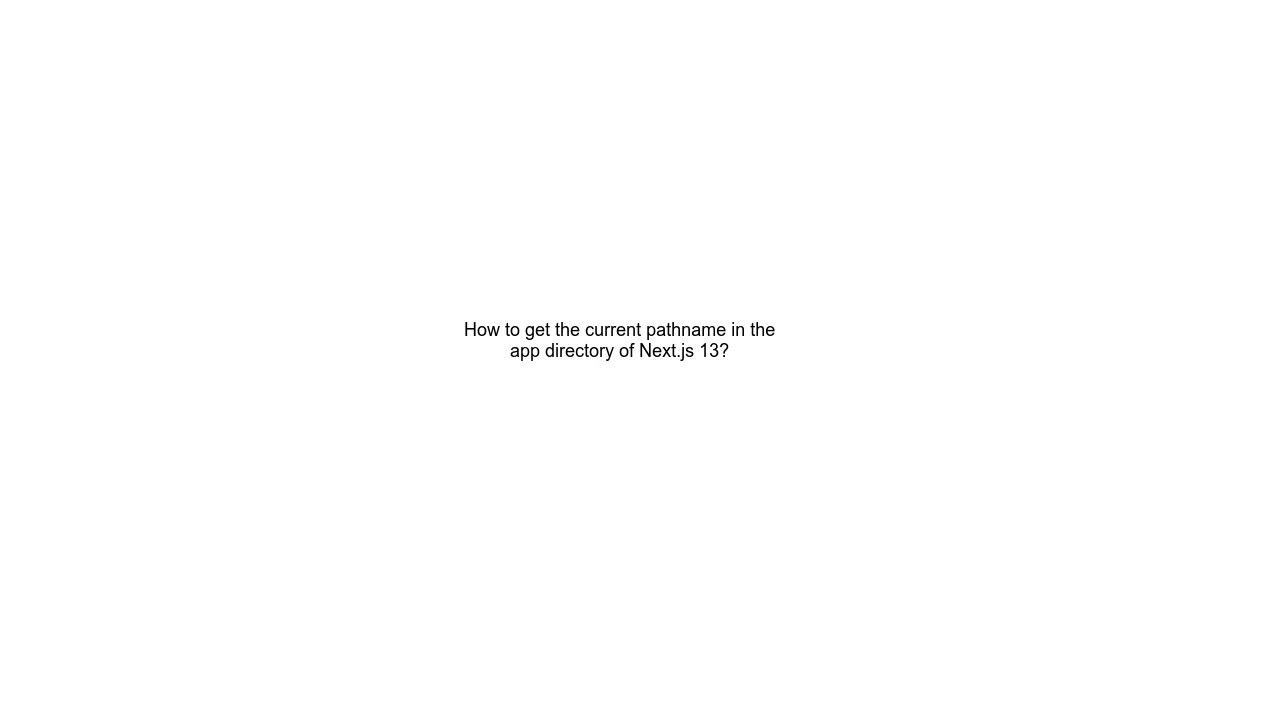 How to get the current pathname in the
app directory of Next.js 13?